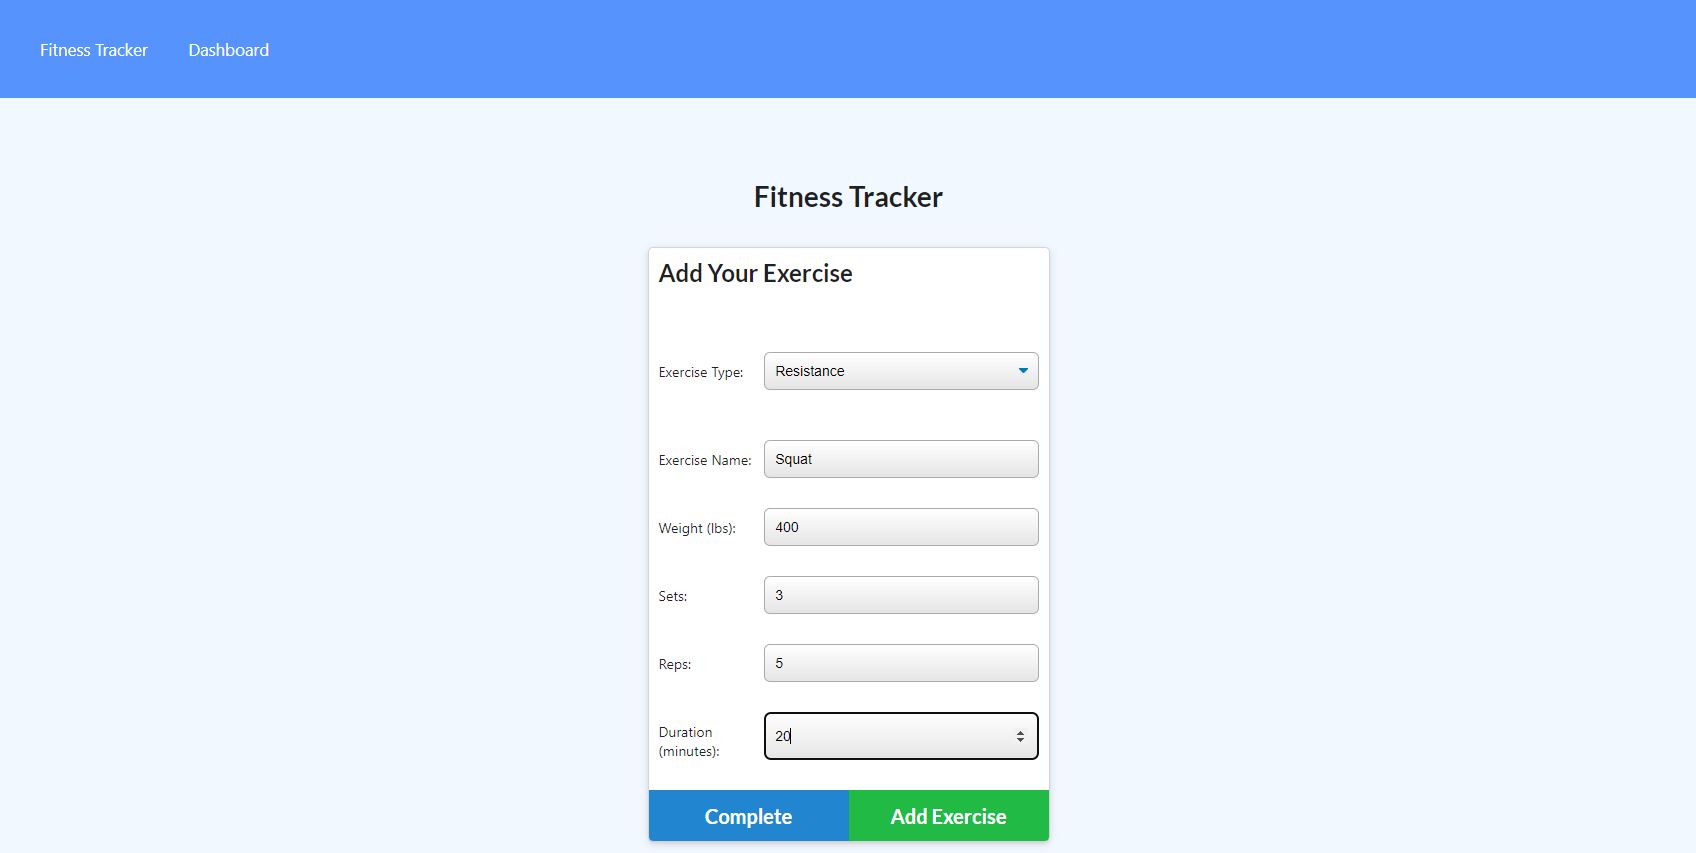 Fitness Tracker Dashboard
Fitness Tracker
Add Your Exercise
Exercise Type: Resistance
Exercise Name: Squat
Weight (lbs): 400
Sets: 3
Reps: 5
Duration
(minutes): 20
Complete Add Exercise